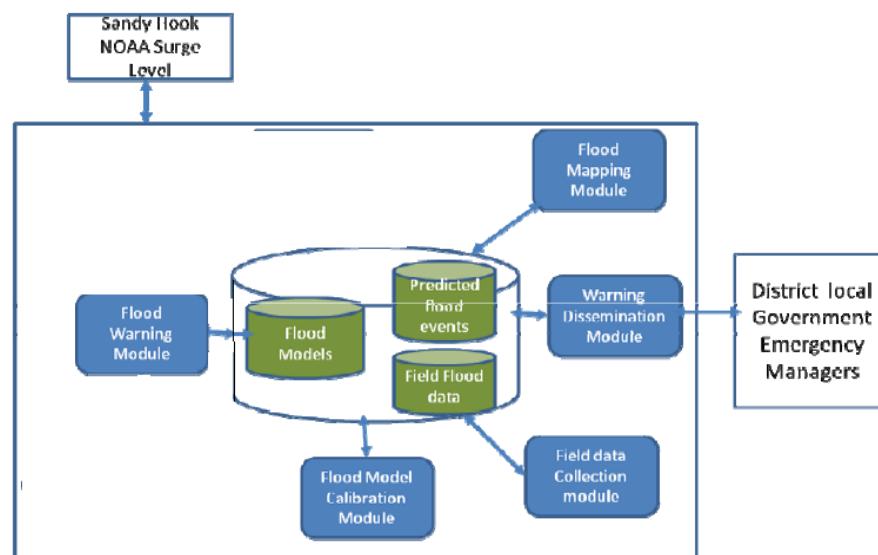 Sandy Hook
NOAA Surge
Level
Flood
Mapping
Module
Predicted
flood
events
Flood
Warning
Module
Flood
Models
Warning
Dissemination
Module
District local
Government
Emergency
Managers
Field Flood
data
Flood Model
Calibration
Module
Field data
Collection
module